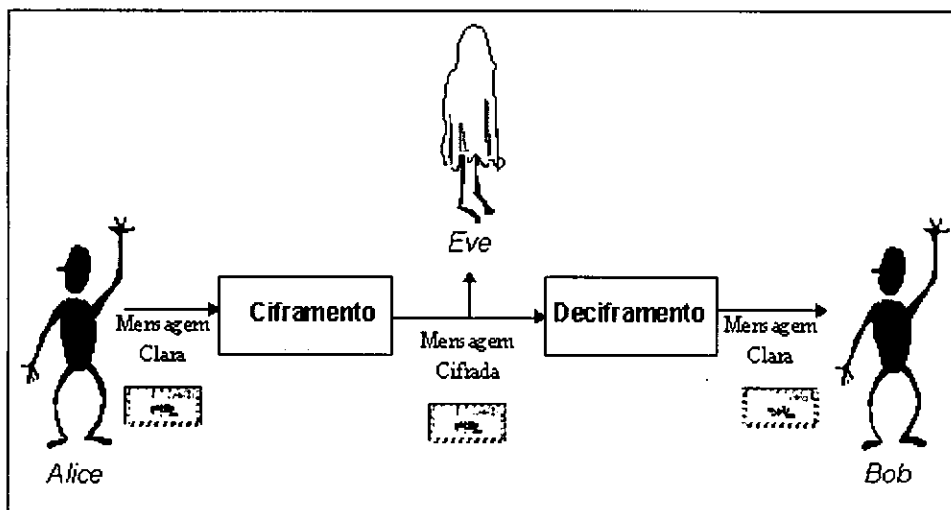 Eve
Ciframento
Deciframento
Mensagem
Clara
Mensagem
Cifrada
Mensagem
Clara
Alice
Bob